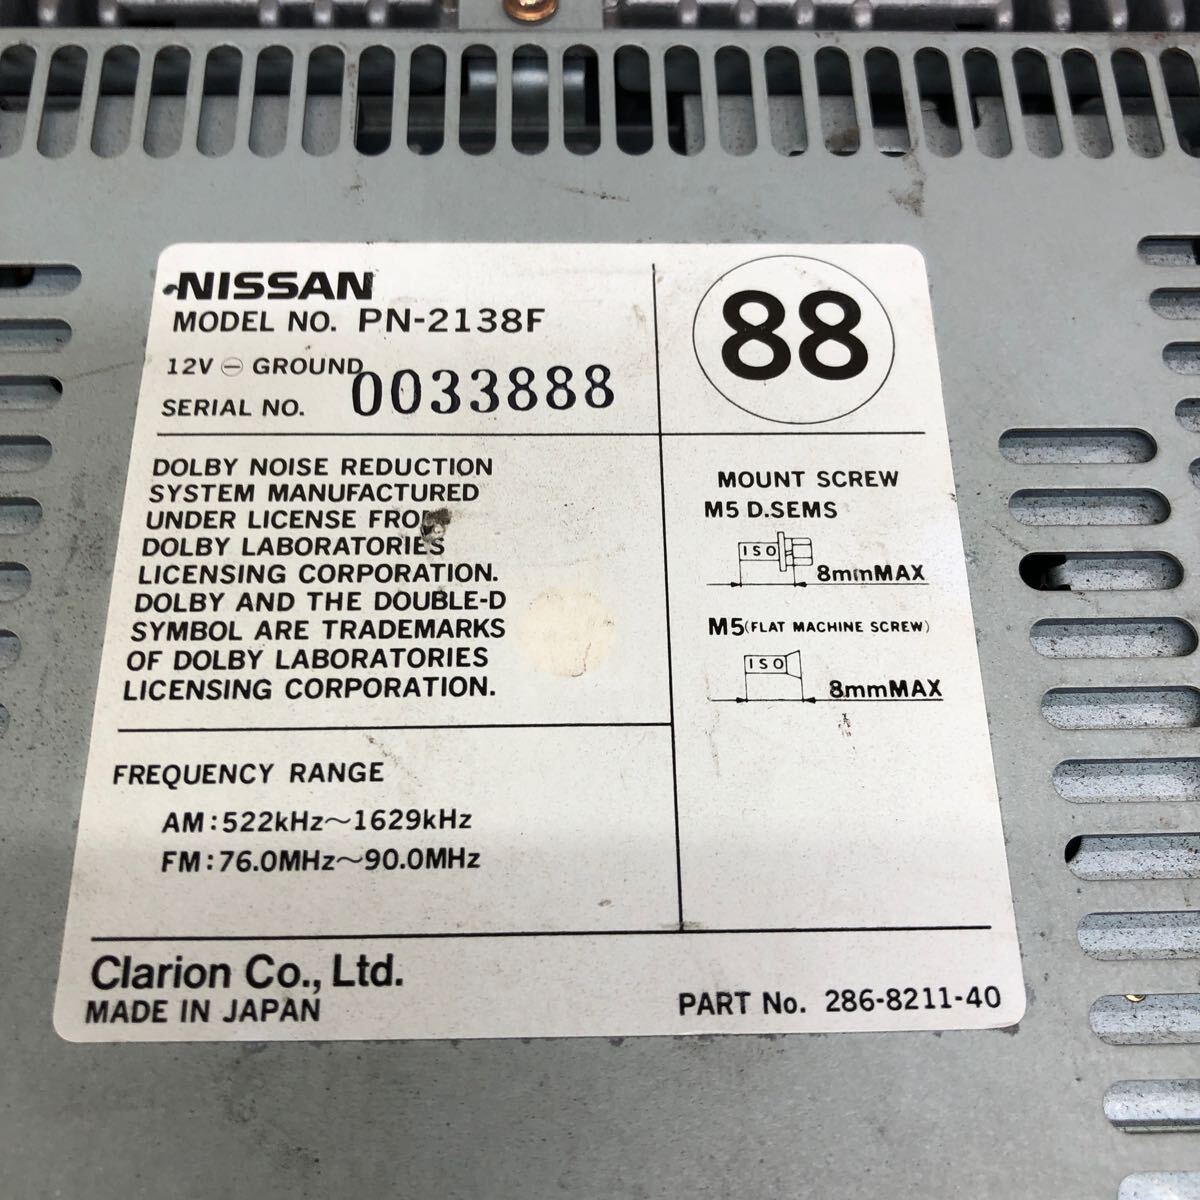 NISSAN
MODEL NO. PN-2138F
12V ⊖ GROUND
SERIAL NO. 0033888
88
DOLBY NOISE REDUCTION
SYSTEM MANUFACTURED
UNDER LICENSE FROM
DOLBY LABORATORIES
LICENSING CORPORATION.
DOLBY AND THE DOUBLE-D
SYMBOL ARE TRADEMARKS
OF DOLBY LABORATORIES
LICENSING CORPORATION.
MOUNT SCREW
M5 D.SEMS
ISO
8mmMAX
M5(FLAT MACHINE SCREW)
ISO
8mmMAX
FREQUENCY RANGE
AM:522kHz～1629kHz
FM:76.0MHz～90.0MHz
Clarion Co., Ltd.
MADE IN JAPAN
PART No. 286-8211-40